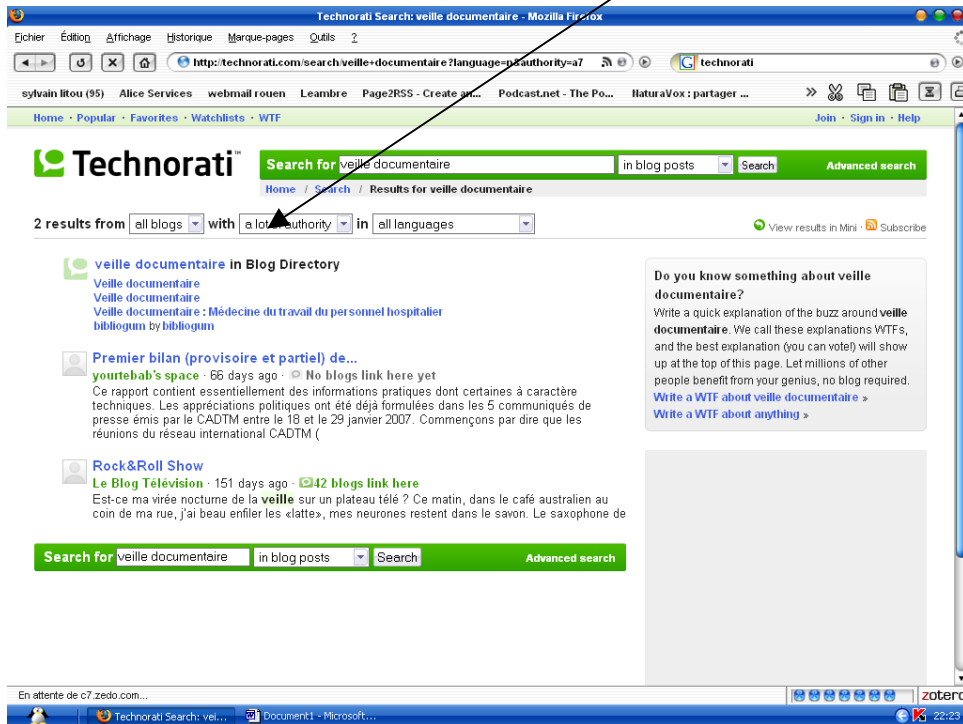 Technorati Search: veille documentaire - Mozilla Firefox
Fichier Édition Affichage Historique Marque-pages Outils ?
http://technorati.com/search/veille+documentaire?language=n&authority=a7 technorati
sylvain litou (95) Alice Services webmail rouen Leambre Page2RSS - Create an... Podcast.net - The Po... NaturaVox : partager ... »
Home · Popular · Favorites · Watchlists · WTF Join · Sign in · Help
Technorati™ Search for veille documentaire in blog posts Search Advanced search
Home / Search / Results for veille documentaire
2 results from all blogs with a lot of authority in all languages View results in Mini · Subscribe
veille documentaire in Blog Directory
Veille documentaire
Veille documentaire
Veille documentaire : Médecine du travail du personnel hospitalier
bibliogum by bibliogum
Premier bilan (provisoire et partiel) de...
yourtebab's space · 66 days ago · No blogs link here yet
Ce rapport contient essentiellement des informations pratiques dont certaines à caractère
techniques. Les appréciations politiques ont été déjà formulées dans les 5 communiqués de
presse émis par le CADTM entre le 18 et le 29 janvier 2007. Commençons par dire que les
réunions du réseau international CADTM (
Rock&Roll Show
Le Blog Télévision · 151 days ago · 42 blogs link here
Est-ce ma virée nocturne de la veille sur un plateau télé ? Ce matin, dans le café australien au
coin de ma rue, j'ai beau enfiler les «latte», mes neurones restent dans le savon. Le saxophone de
Search for veille documentaire in blog posts Search Advanced search
Do you know something about veille
documentaire?
Write a quick explanation of the buzz around veille
documentaire. We call these explanations WTFs,
and the best explanation (you can vote!) will show
up at the top of this page. Let millions of other
people benefit from your genius, no blog required.
Write a WTF about veille documentaire »
Write a WTF about anything »
En attente de c7.zedo.com... zotero
Technorati Search: vei... Document1 - Microsoft... 22:23